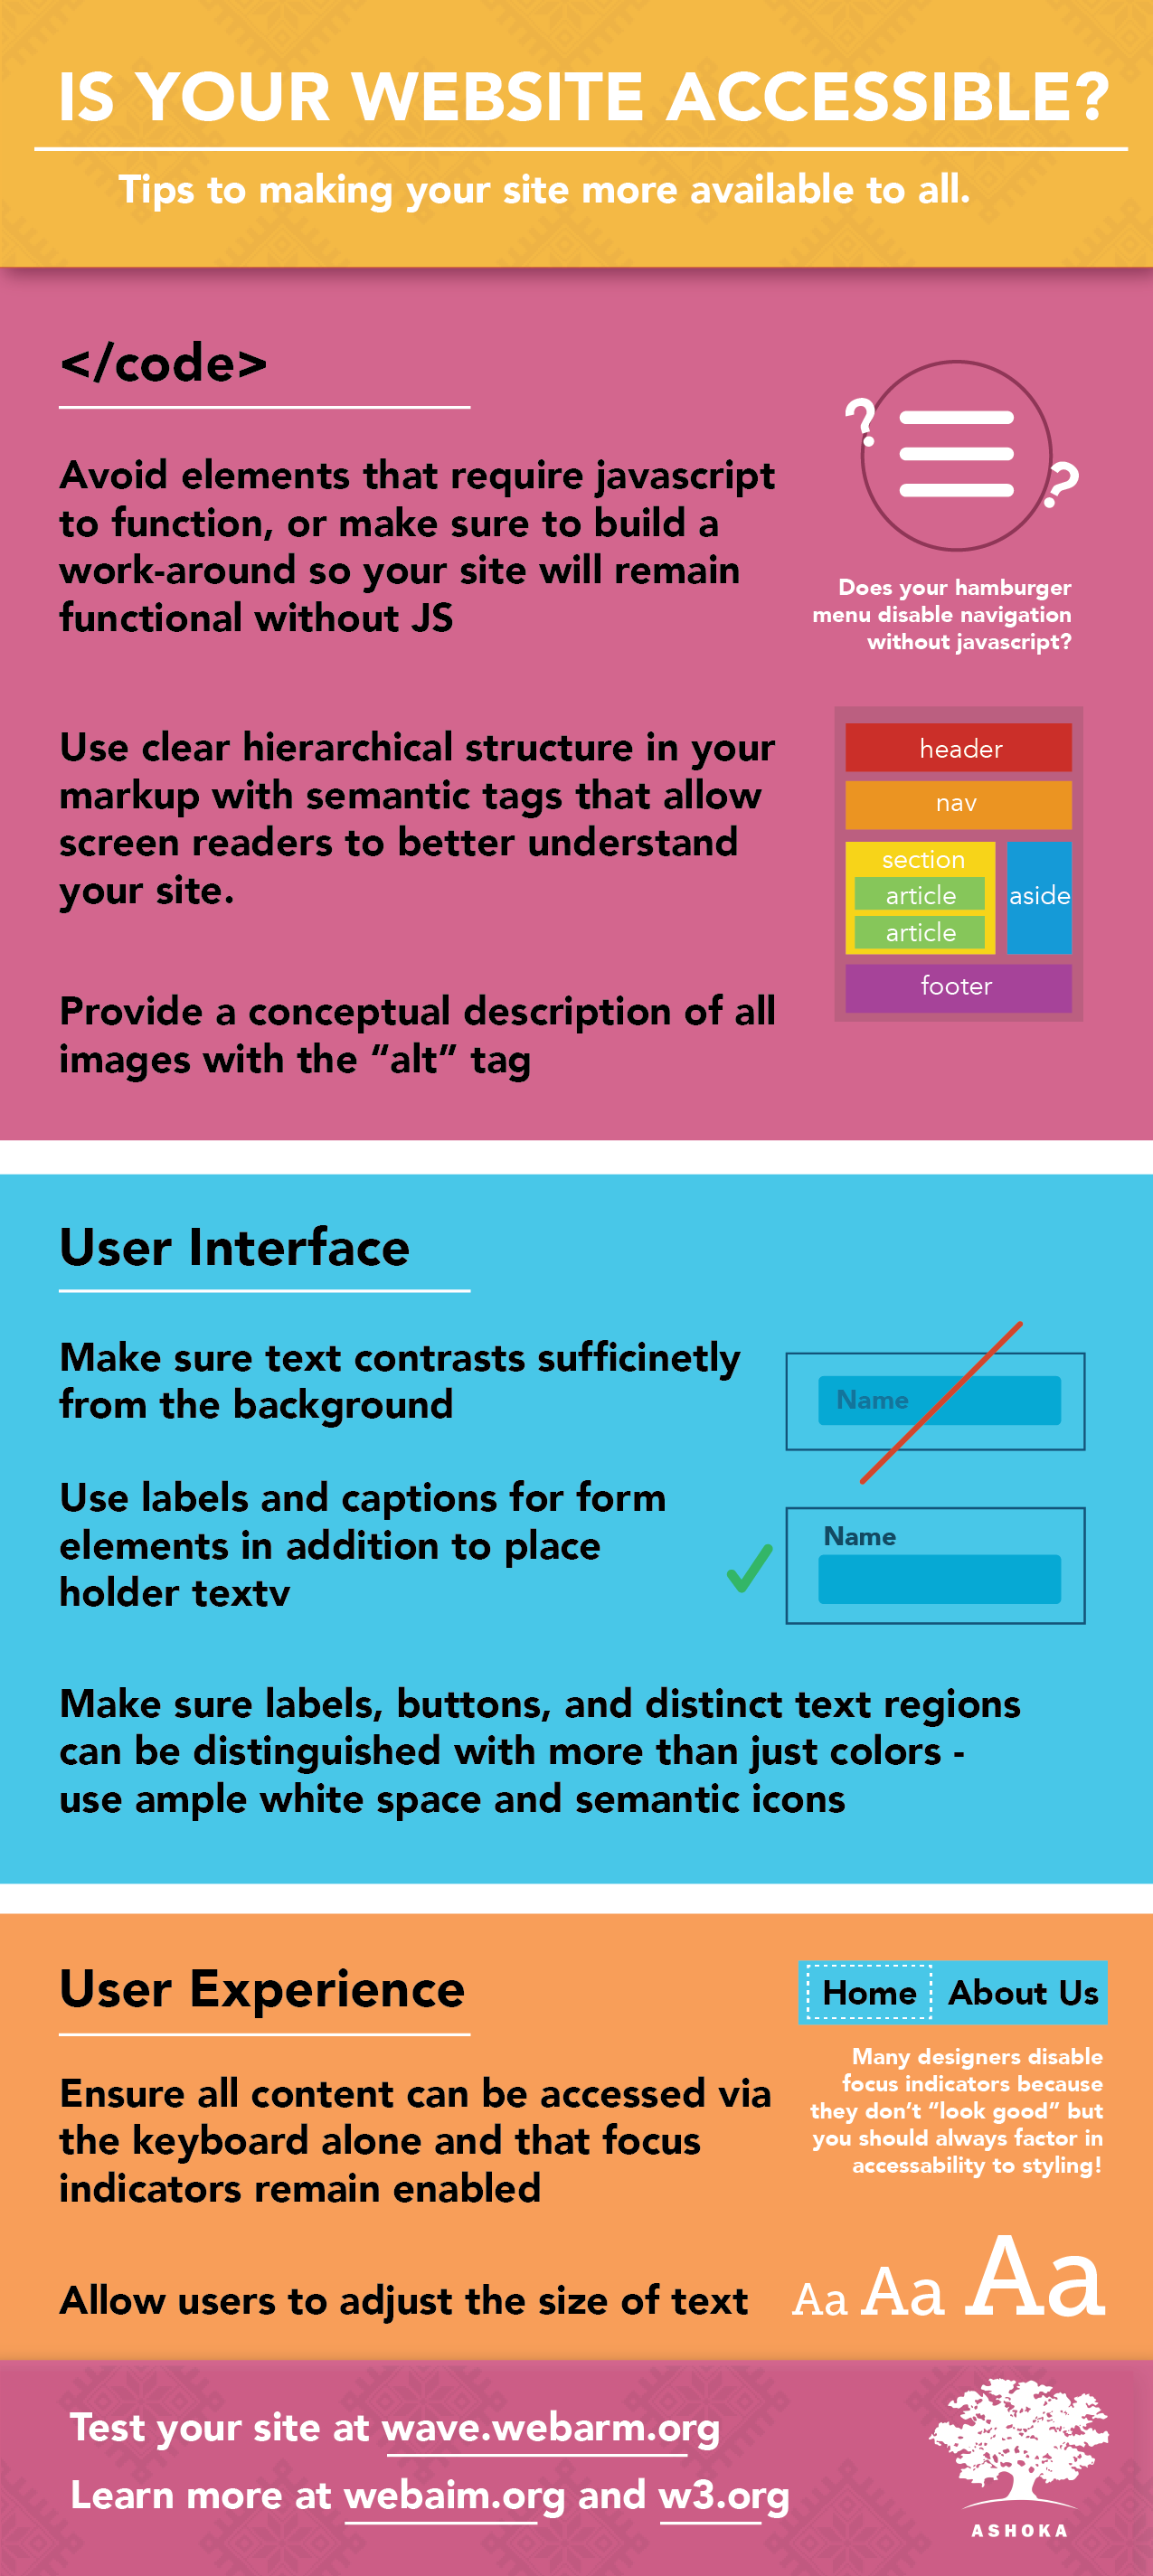 IS YOUR WEBSITE ACCESSIBLE?
Tips to making your site more available to all.
</code>
Avoid elements that require javascript
to function, or make sure to build a
work-around so your site will remain
functional without JS
? ?
Does your hamburger
menu disable navigation
without javascript?
Use clear hierarchical structure in your
markup with semantic tags that allow
screen readers to better understand
your site.
header
nav
section
article
article
aside
footer
Provide a conceptual description of all
images with the “alt” tag
User Interface
Make sure text contrasts sufficinetly
from the background
Name
Use labels and captions for form
elements in addition to place
holder textv
Name
Make sure labels, buttons, and distinct text regions
can be distinguished with more than just colors -
use ample white space and semantic icons
User Experience
Home About Us
Many designers disable
focus indicators because
they don’t “look good” but
you should always factor in
accessability to styling!
Ensure all content can be accessed via
the keyboard alone and that focus
indicators remain enabled
Allow users to adjust the size of text
Aa Aa Aa
Test your site at wave.webarm.org
Learn more at webaim.org and w3.org
ASHOKA